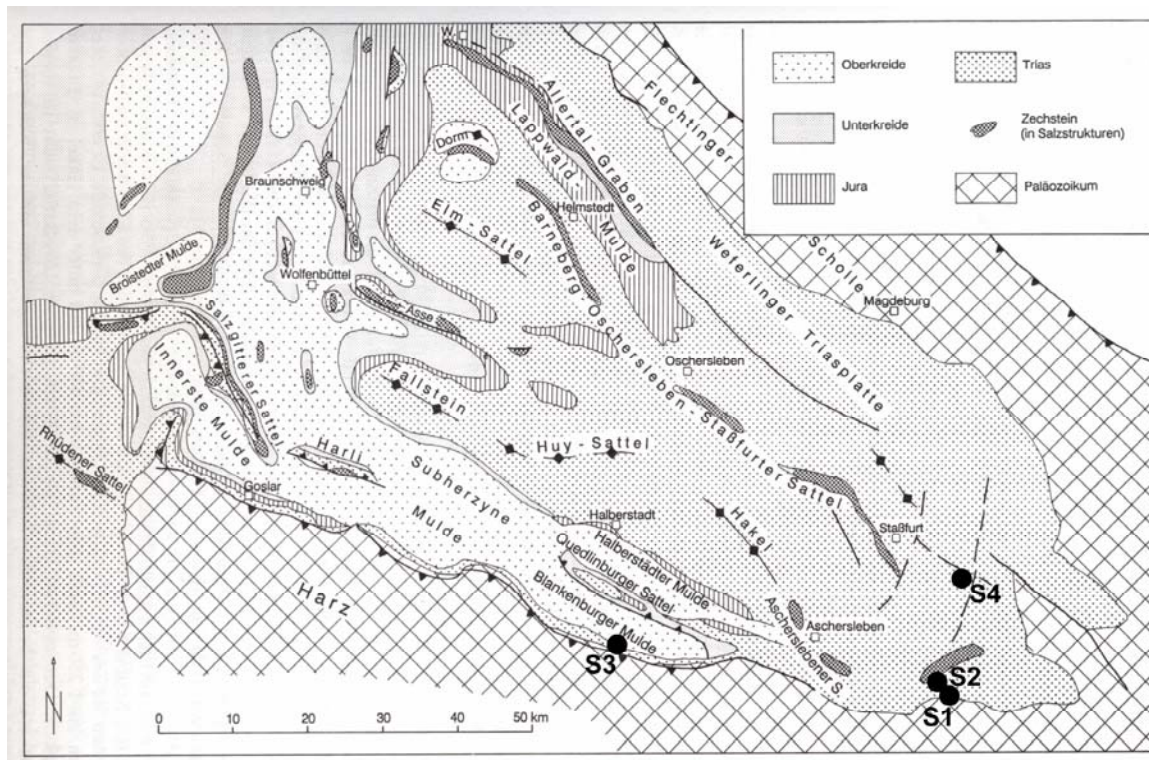 Oberkreide
Unterkreide
Jura
Trias
Zechstein
(in Salzstrukturen)
Paläozoikum
W.
Allertal-Graben
Lappwald Mulde
Flechtinger Scholle
Weferlinger Triasplatte
Dorm
Braunschweig
Helmstedt
Elm-Sattel
Barneberg
Magdeburg
Broistedter Mulde
Wolfenbüttel
Asse
Salzgitterer Sattel
Oschersleben
Oschersleben-Staßfurter Sattel
Innerste Mulde
Fallstein
Huy-Sattel
Rhüdener Sattel
Harli
Subherzyne Mulde
Goslar
Halberstadt
Hakel
Staßfurt
Halberstädter Mulde
Quedlinburger Sattel
Blankenburger Mulde
Harz
Aschersleben
Ascherslebener S.
S4
S3
S2
S1
N
0 10 20 30 40 50 km